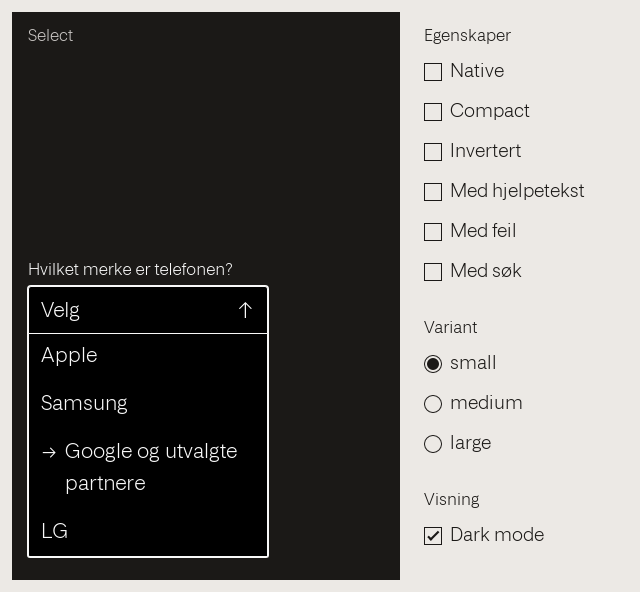 Select
Hvilket merke er telefonen?
Velg
Apple
Samsung
Google og utvalgte
partnere
LG
Egenskaper
Native
Compact
Invertert
Med hjelpetekst
Med feil
Med søk
Variant
small
medium
large
Visning
Dark mode